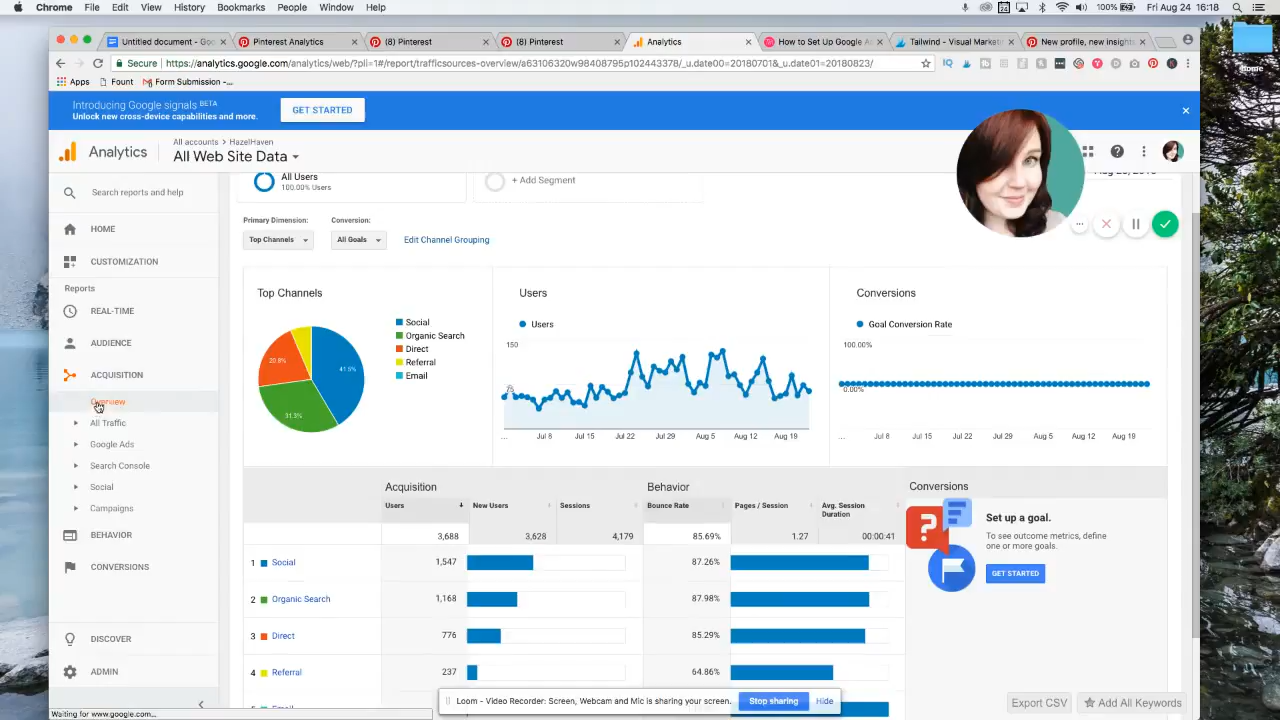 Chrome File Edit View History Bookmarks People Window Help 100% Fri Aug 24 16:18
Untitled document - Goo Pinterest Analytics (8) Pinterest (8) Pinterest Analytics How to Set Up Google A Tailwind - Visual Market New profile, new insights
Secure https://analytics.google.com/analytics/web/?pli=1#/report/trafficsources-overview/a63106320w98408795p102443378/_u.date00=20180701&_u.date01=20180823/
Apps Fount Form Submission -...
home
Introducing Google signals BETA
Unlock new cross-device capabilities and more.
GET STARTED
Analytics
All accounts > HazelHaven
All Web Site Data
Search reports and help
HOME
CUSTOMIZATION
Reports
REAL-TIME
AUDIENCE
ACQUISITION
Overview
All Traffic
Google Ads
Search Console
Social
Campaigns
BEHAVIOR
CONVERSIONS
DISCOVER
ADMIN
All Users
100.00% Users
+ Add Segment
Primary Dimension: Conversion:
Top Channels All Goals Edit Channel Grouping
Top Channels
Social
Organic Search
Direct
Referral
Email
41.9%
31.3%
20.8%
Users
Users
150
... Jul 8 Jul 15 Jul 22 Jul 29 Aug 5 Aug 12 Aug 19
Conversions
Goal Conversion Rate
100.00%
0.00%
... Jul 8 Jul 15 Jul 22 Jul 29 Aug 5 Aug 12 Aug 19
Acquisition Behavior Conversions
Users New Users Sessions Bounce Rate Pages / Session Avg. Session Duration
3,688 3,628 4,179 85.69% 1.27 00:00:41
1 Social 1,547 87.26%
2 Organic Search 1,168 87.98%
3 Direct 776 85.29%
4 Referral 237 64.86%
Set up a goal.
To see outcome metrics, define
one or more goals.
GET STARTED
Loom - Video Recorder: Screen, Webcam and Mic is sharing your screen. Stop sharing Hide
Export CSV Add All Keywords
Waiting for www.google.com...